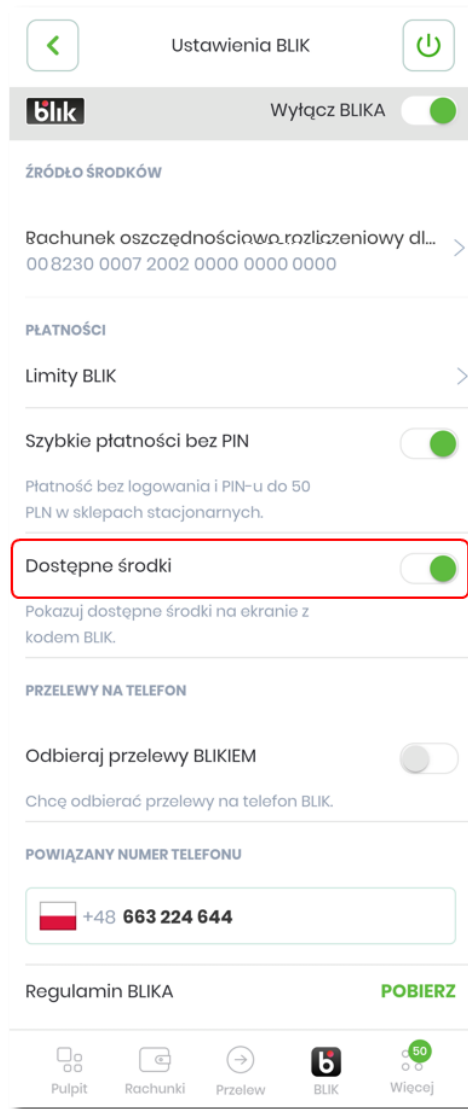 Ustawienia BLIK
blik Wyłącz BLIKA
ŹRÓDŁO ŚRODKÓW
Rachunek oszczędnościowo rozliczeniowy dl...
008230 0007 2002 0000 0000 0000
PŁATNOŚCI
Limity BLIK
Szybkie płatności bez PIN
Płatność bez logowania i PIN-u do 50
PLN w sklepach stacjonarnych.
Dostępne środki
Pokazuj dostępne środki na ekranie z
kodem BLIK.
PRZELEWY NA TELEFON
Odbieraj przelewy BLIKIEM
Chcę odbierać przelewy na telefon BLIK.
POWIĄZANY NUMER TELEFONU
+48 663 224 644
Regulamin BLIKA POBIERZ
50
Pulpit Rachunki Przelew BLIK Więcej